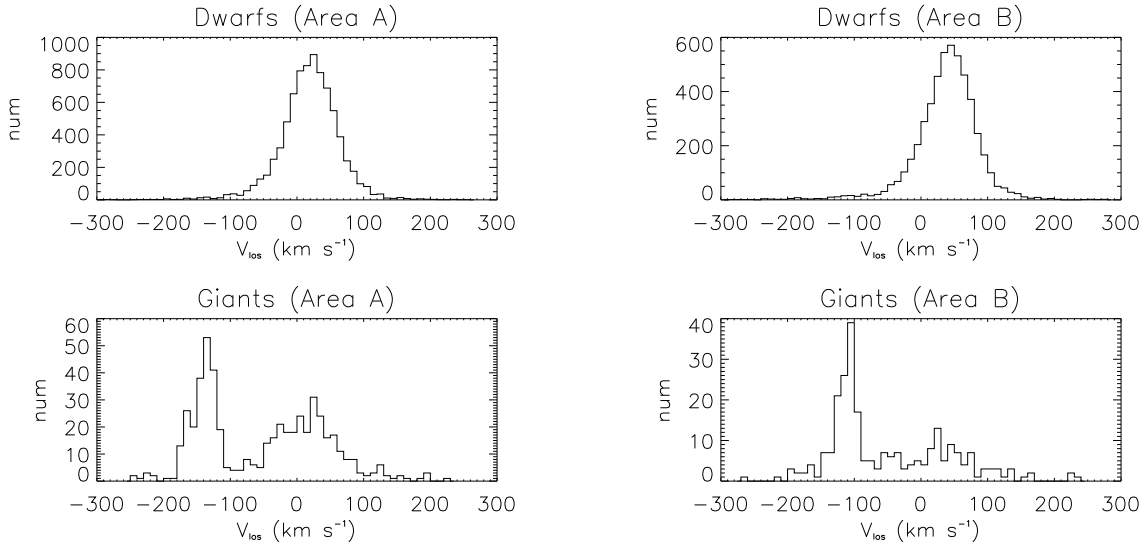 Dwarfs (Area A)
1000
800
600
400
200
0
num
−300 −200 −100 0 100 200 300
V_los (km s⁻¹)
Dwarfs (Area B)
600
400
200
0
num
−300 −200 −100 0 100 200 300
V_los (km s⁻¹)
Giants (Area A)
60
50
40
30
20
10
0
num
−300 −200 −100 0 100 200 300
V_los (km s⁻¹)
Giants (Area B)
40
30
20
10
0
num
−300 −200 −100 0 100 200 300
V_los (km s⁻¹)